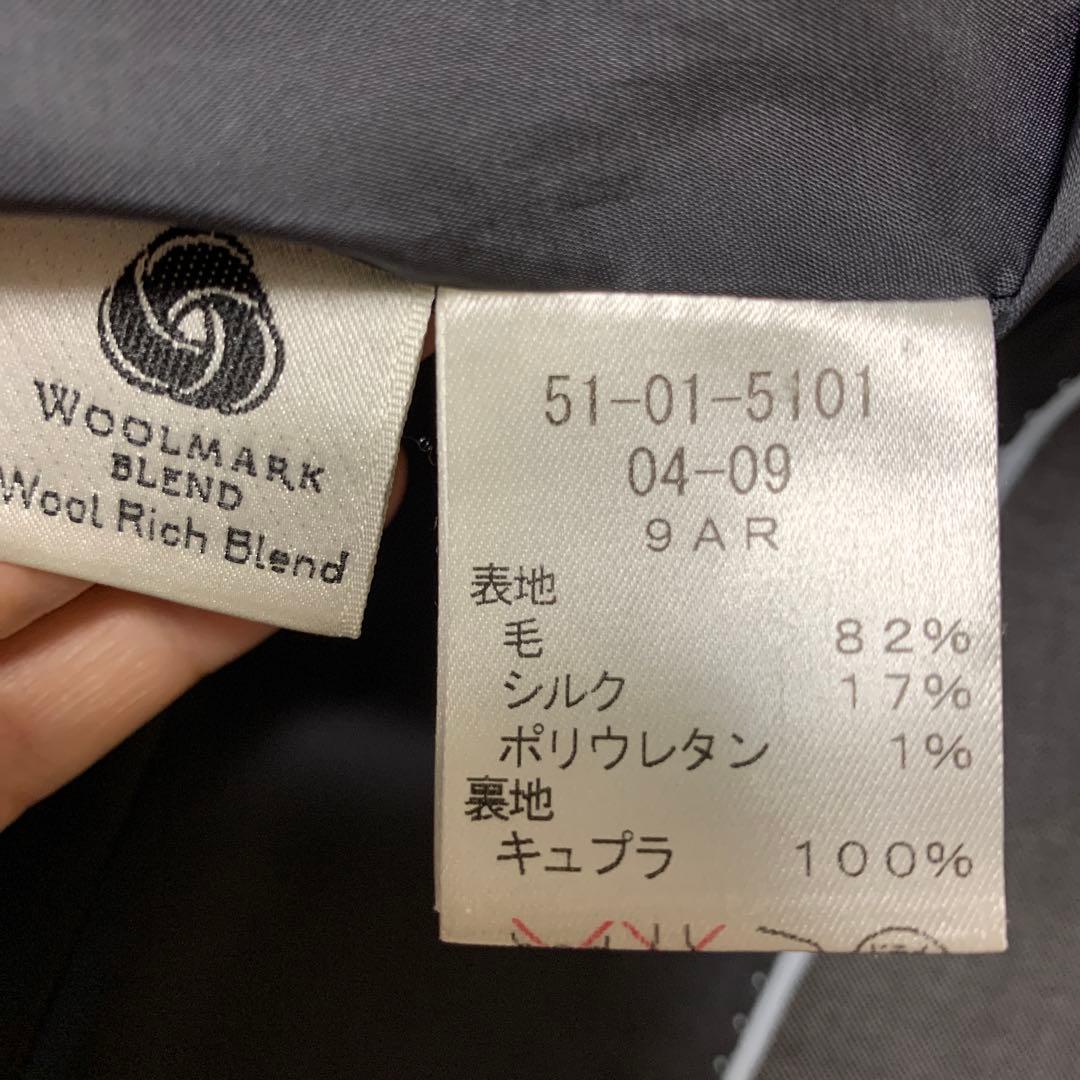 WOOLMARK
BLEND
Wool Rich Blend
51-01-5101
04-09
9AR
表地
毛 82%
シルク 17%
ポリウレタン 1%
裏地
キュプラ 100%